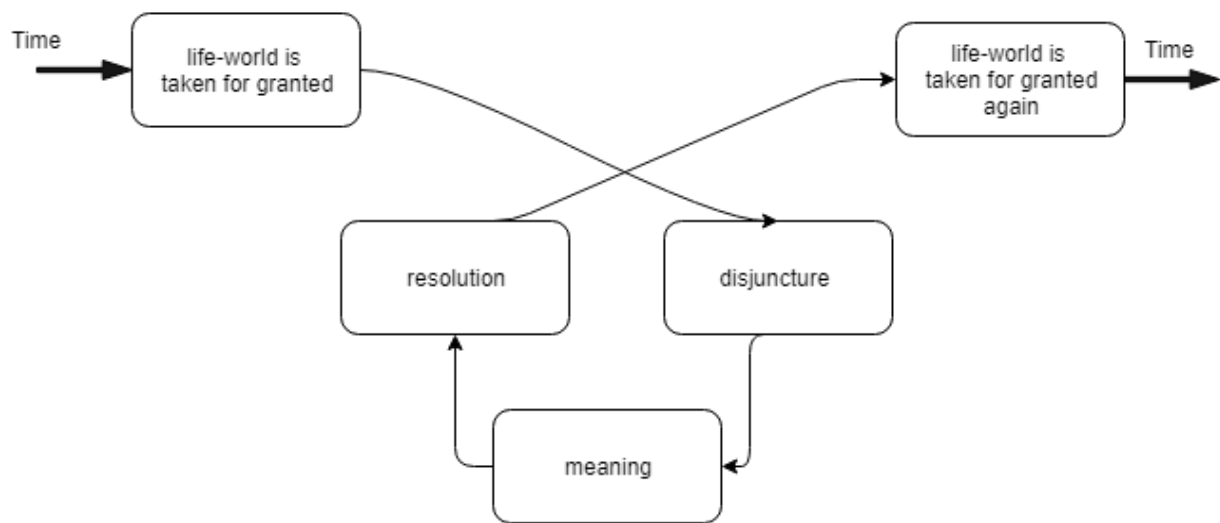 Time
life-world is
taken for granted
life-world is
taken for granted
again
Time
resolution
disjuncture
meaning